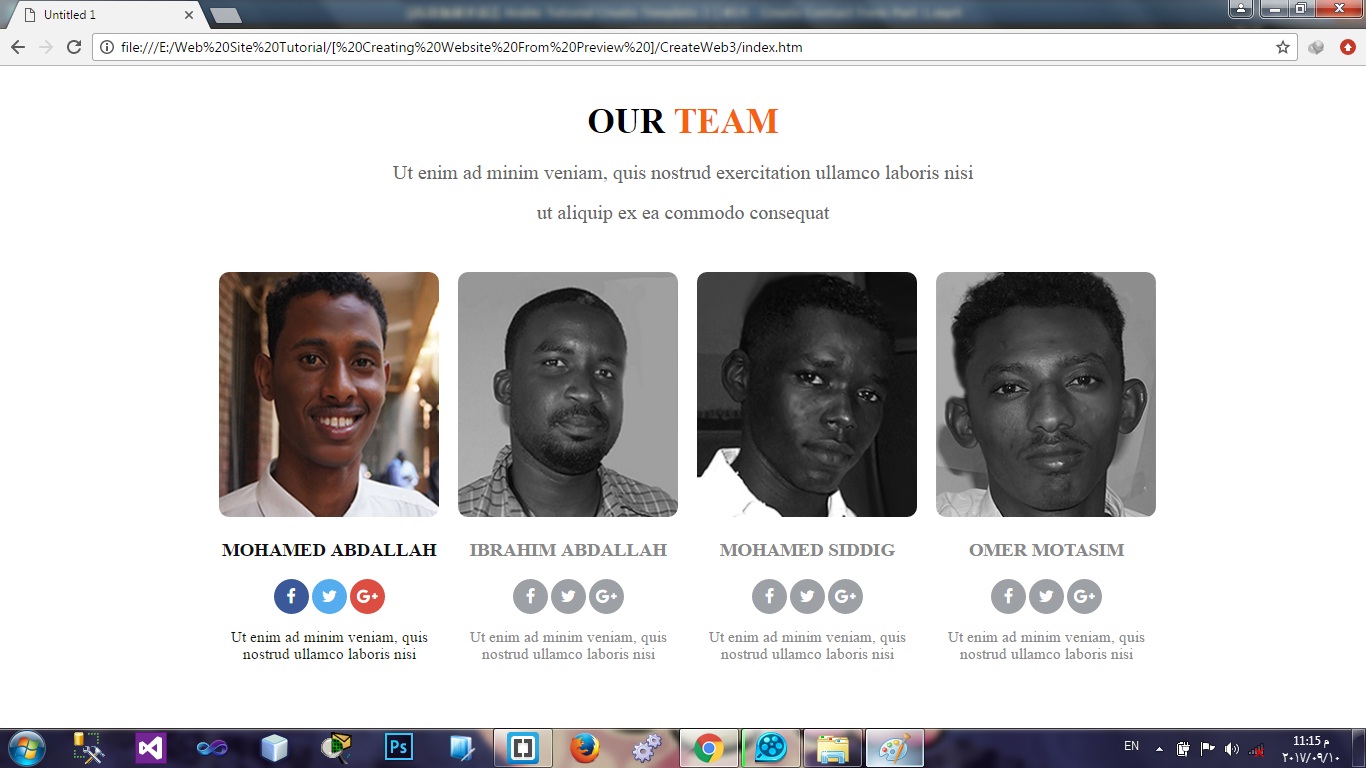 Untitled 1
file:///E:/Web%20Site%20Tutorial/[%20Creating%20Website%20From%20Preview%20]/CreateWeb3/index.htm
OUR TEAM
Ut enim ad minim veniam, quis nostrud exercitation ullamco laboris nisi
ut aliquip ex ea commodo consequat
MOHAMED ABDALLAH
Ut enim ad minim veniam, quis
nostrud ullamco laboris nisi
IBRAHIM ABDALLAH
Ut enim ad minim veniam, quis
nostrud ullamco laboris nisi
MOHAMED SIDDIG
Ut enim ad minim veniam, quis
nostrud ullamco laboris nisi
OMER MOTASIM
Ut enim ad minim veniam, quis
nostrud ullamco laboris nisi
Ps
EN
11:15 م
٢٠١٧/٠٩/١٠